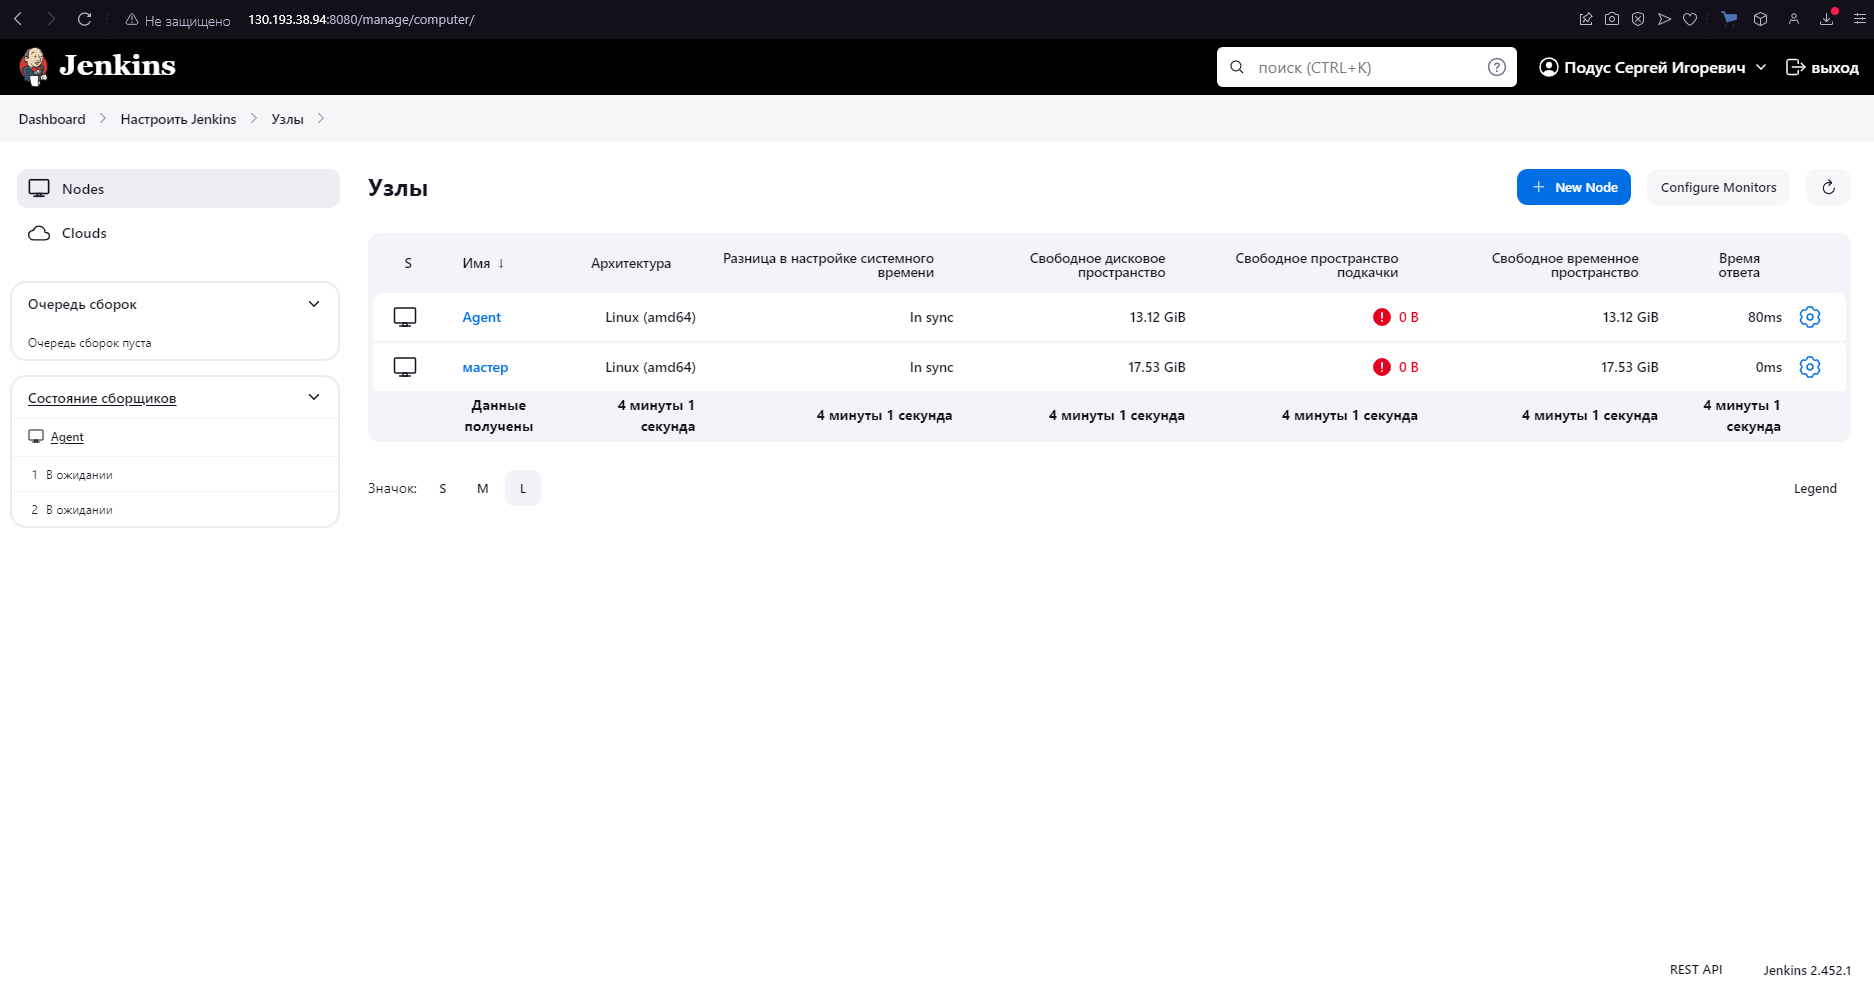 Не защищено 130.193.38.94:8080/manage/computer/
Jenkins
поиск (CTRL+K)
?
Подус Сергей Игоревич
выход
Dashboard
Настроить Jenkins
Узлы
Nodes
Clouds
Очередь сборок
Очередь сборок пуста
Состояние сборщиков
Agent
1 В ожидании
2 В ожидании
Узлы
+ New Node
Configure Monitors
S
Имя ↓
Архитектура
Разница в настройке системного
времени
Свободное дисковое
пространство
Свободное пространство
подкачки
Свободное временное
пространство
Время
ответа
Agent Linux (amd64) In sync 13.12 GiB ! 0 B 13.12 GiB 80ms
мастер Linux (amd64) In sync 17.53 GiB ! 0 B 17.53 GiB 0ms
Данные
получены
4 минуты 1
секунда
4 минуты 1 секунда
4 минуты 1 секунда
4 минуты 1 секунда
4 минуты 1 секунда
4 минуты 1
секунда
Значок: S M L
Legend
REST API
Jenkins 2.452.1